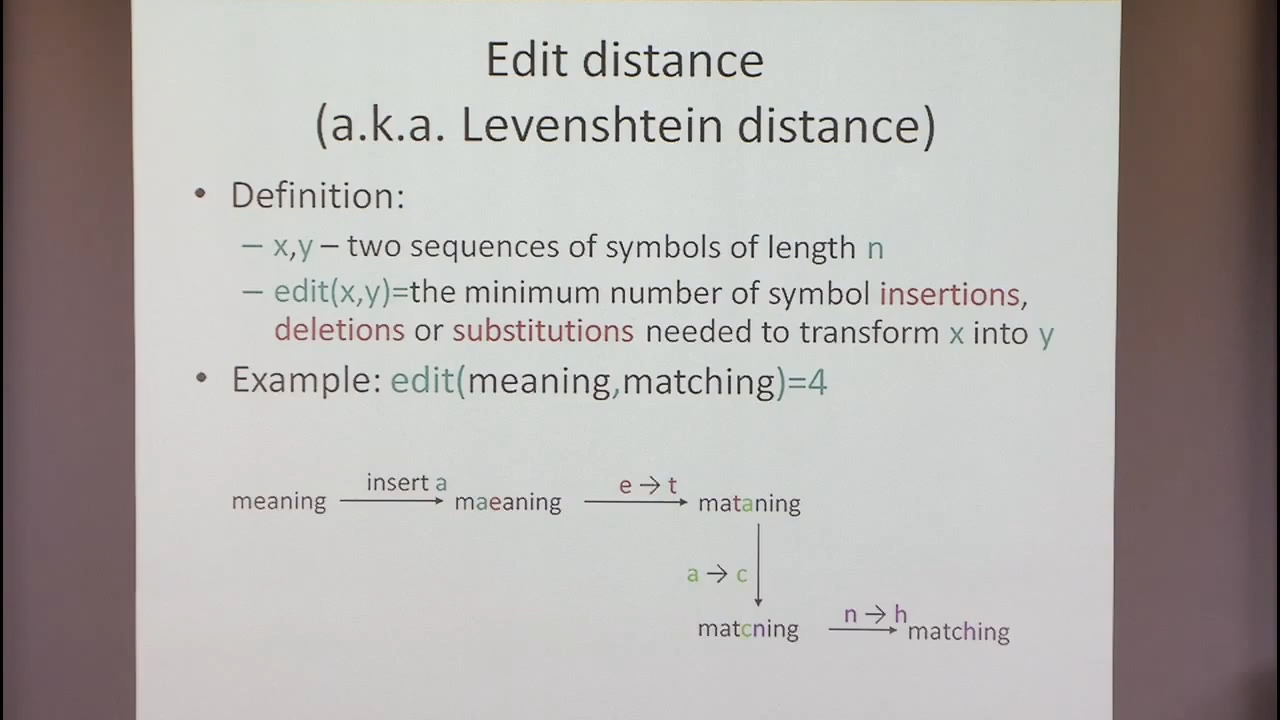 Edit distance
(a.k.a. Levenshtein distance)
• Definition:
– x,y – two sequences of symbols of length n
– edit(x,y)=the minimum number of symbol insertions,
deletions or substitutions needed to transform x into y
• Example: edit(meaning,matching)=4
insert a
e → t
meaning
maeaning
mataning
a → c
n → h
matcning
matching